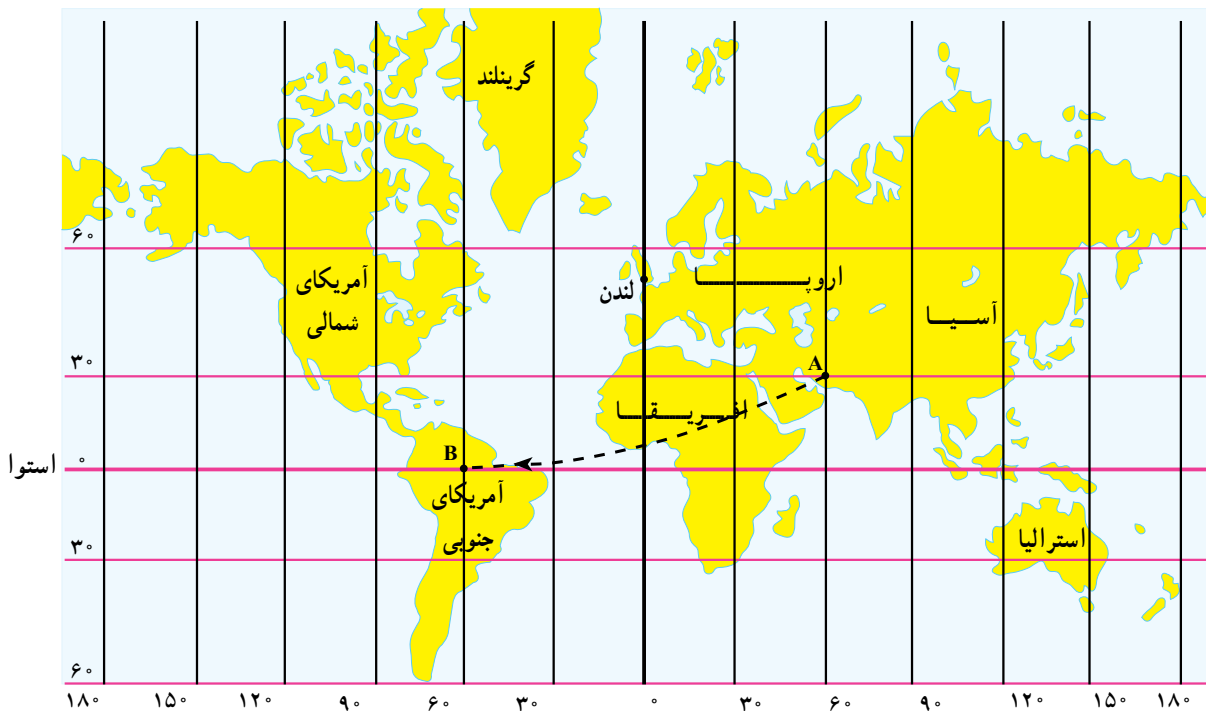 گرینلند
۶۰
آمریکای
شمالی
اروپـــا
لندن
آسـیـا
۳۰
A
افـریـقـا
استوا
۰
B
آمریکای
جنوبی
۳۰
استرالیا
۶۰
۱۸۰ ۱۵۰ ۱۲۰ ۹۰ ۶۰ ۳۰ ۰ ۳۰ ۶۰ ۹۰ ۱۲۰ ۱۵۰ ۱۸۰